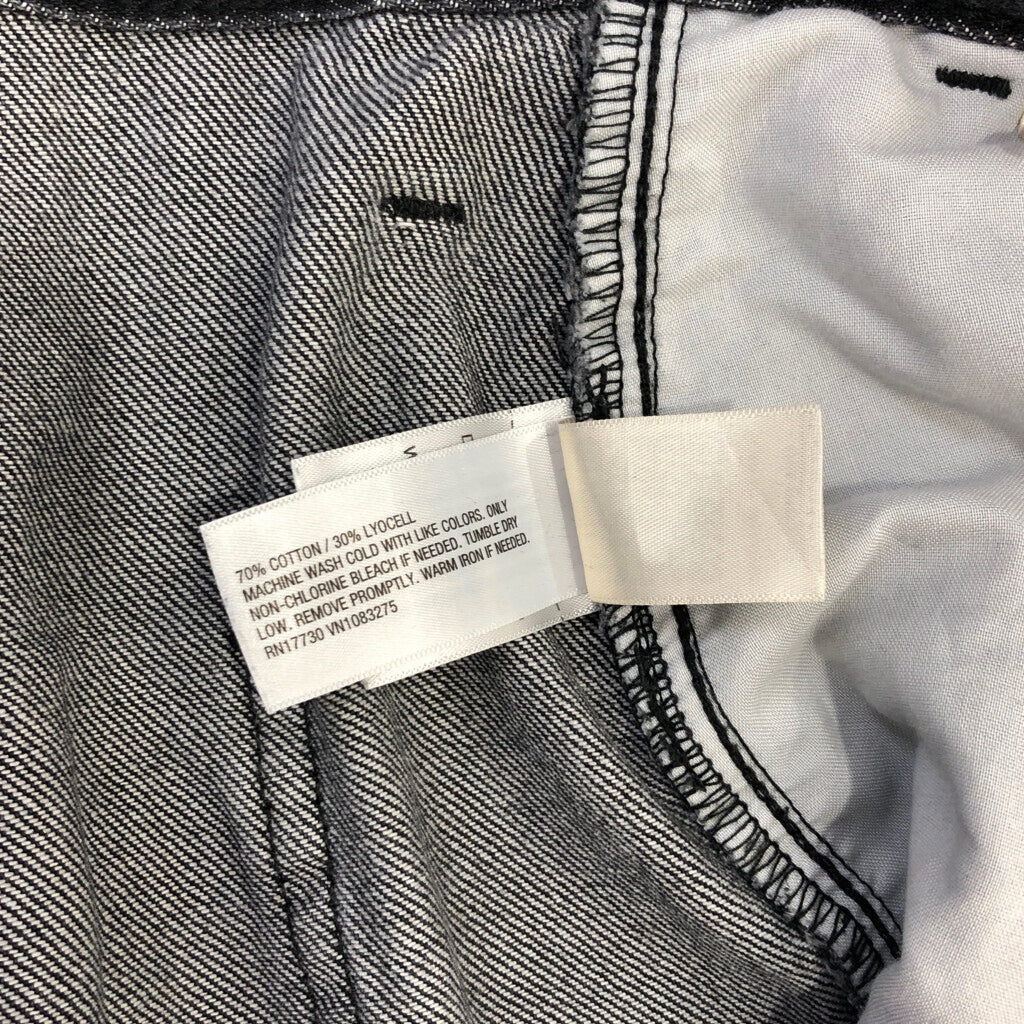 70% COTTON / 30% LYOCELL
MACHINE WASH COLD WITH LIKE COLORS. ONLY
NON-CHLORINE BLEACH IF NEEDED. TUMBLE DRY
LOW. REMOVE PROMPTLY. WARM IRON IF NEEDED.
RN17730 VN1083275